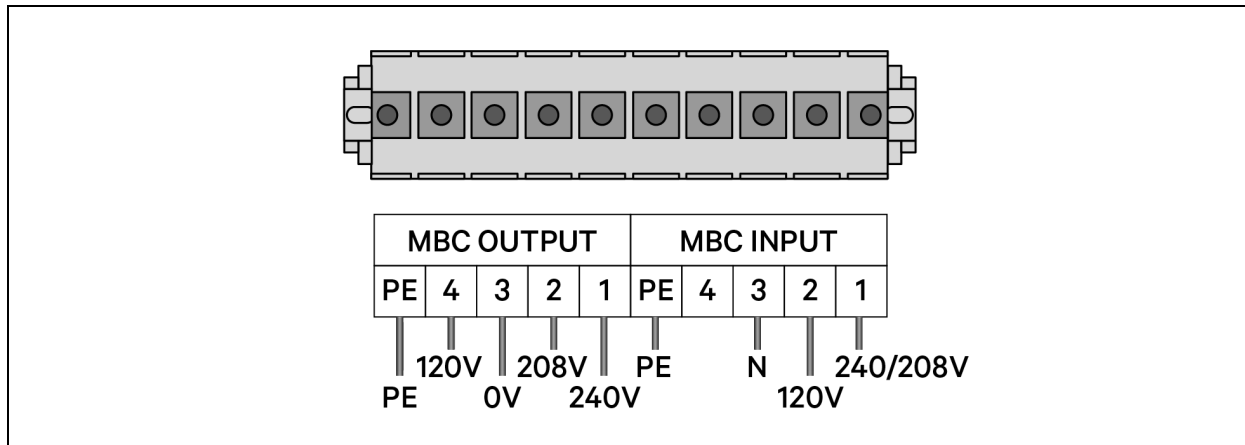 MBC OUTPUT MBC INPUT
PE 4 3 2 1 PE 4 3 2 1
120V 208V PE N 240/208V
PE 0V 240V 120V